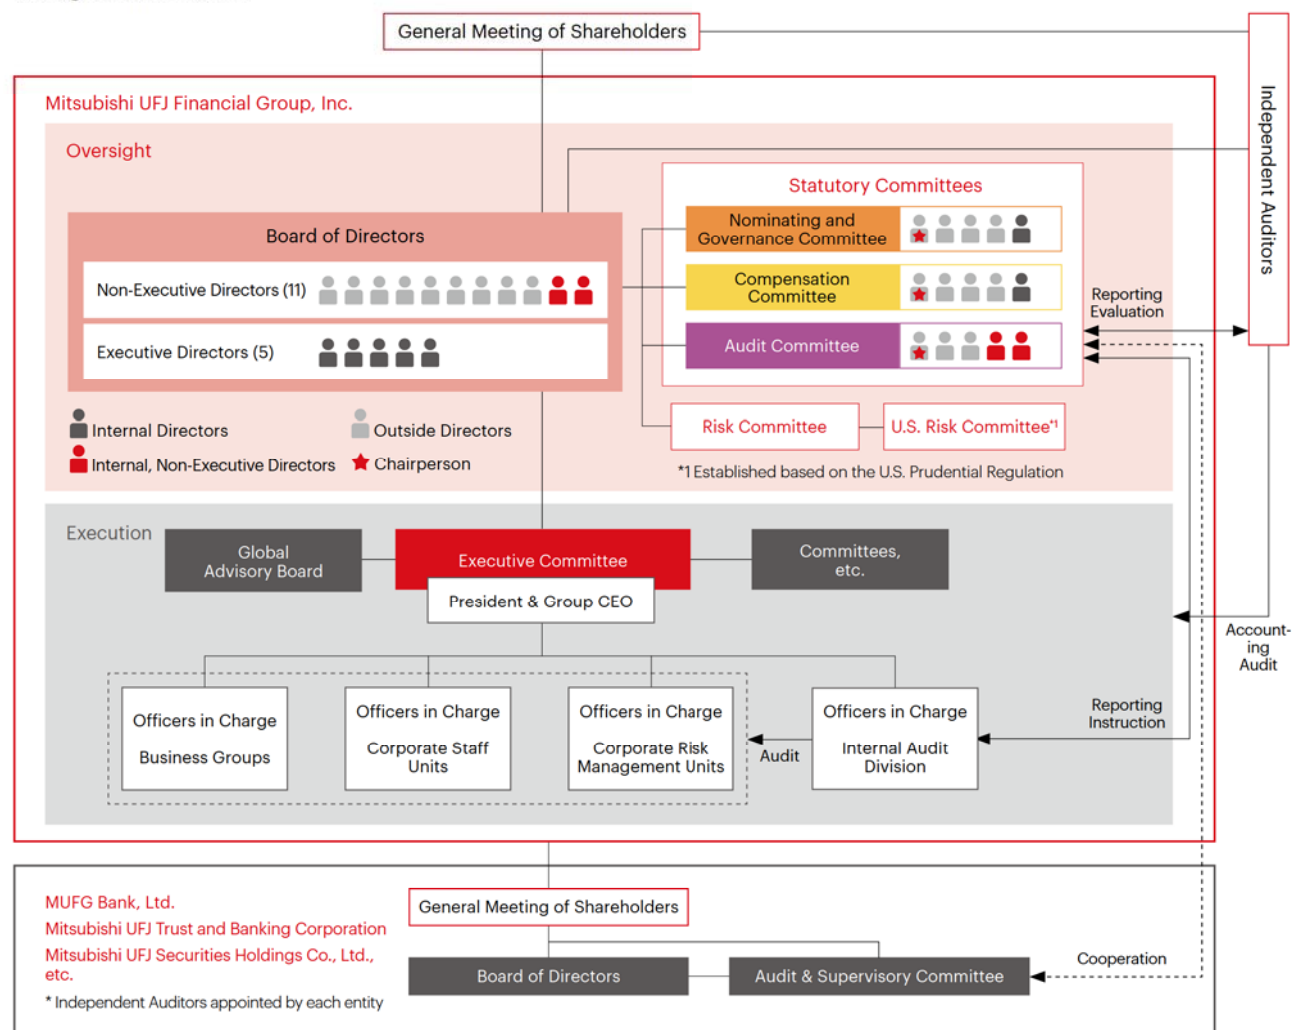 General Meeting of Shareholders
Independent Auditors
Mitsubishi UFJ Financial Group, Inc.
Oversight
Statutory Committees
Board of Directors
Nominating and
Governance Committee
Non-Executive Directors (11)
Compensation
Committee
Executive Directors (5)
Audit Committee
Reporting
Evaluation
Internal Directors
Outside Directors
Internal, Non-Executive Directors
Chairperson
Risk Committee
U.S. Risk Committee*1
*1 Established based on the U.S. Prudential Regulation
Execution
Global
Advisory Board
Executive Committee
Committees,
etc.
President & Group CEO
Account-
ing
Audit
Officers in Charge
Business Groups
Officers in Charge
Corporate Staff
Units
Officers in Charge
Corporate Risk
Management Units
Audit
Officers in Charge
Internal Audit
Division
Reporting
Instruction
MUFG Bank, Ltd.
Mitsubishi UFJ Trust and Banking Corporation
Mitsubishi UFJ Securities Holdings Co., Ltd.,
etc.
* Independent Auditors appointed by each entity
General Meeting of Shareholders
Board of Directors
Audit & Supervisory Committee
Cooperation